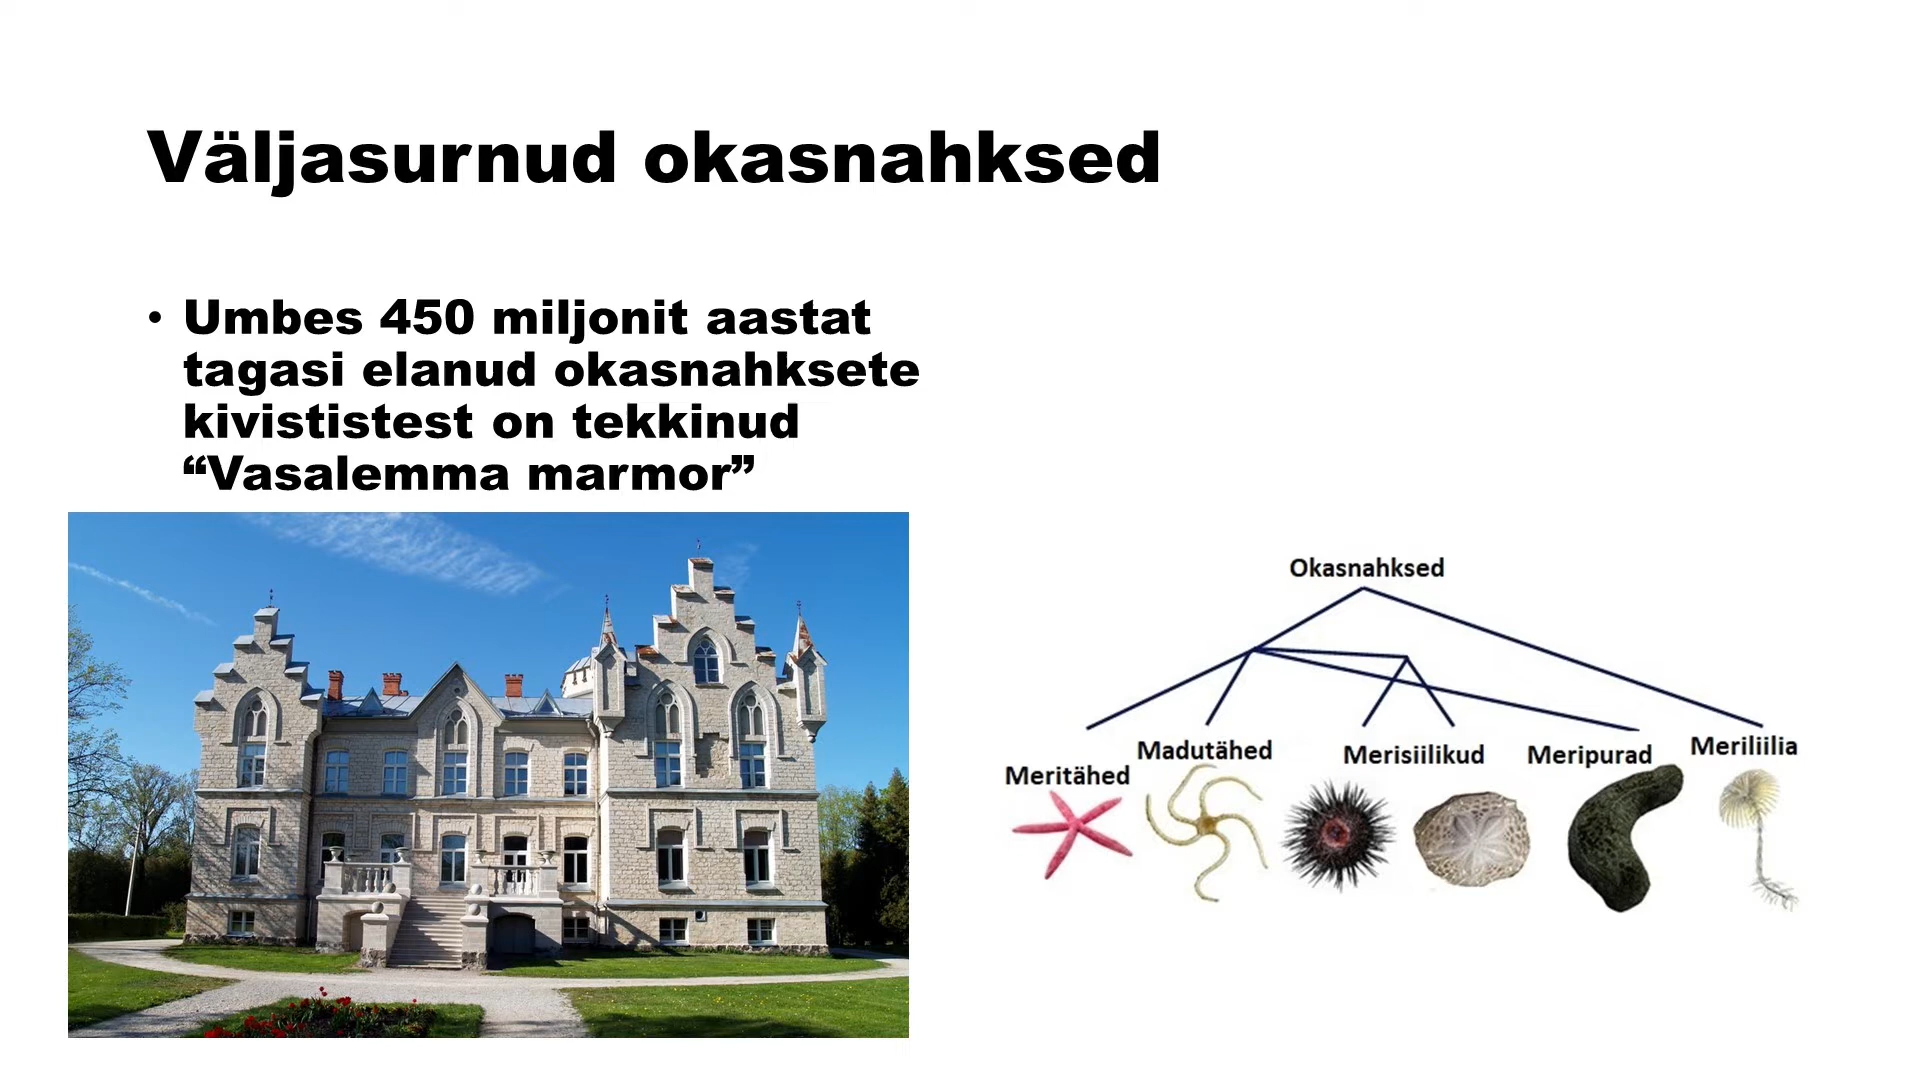 Väljasurnud okasnahksed
• Umbes 450 miljonit aastat
tagasi elanud okasnahksete
kivististest on tekkinud
“Vasalemma marmor”
Okasnahksed
Meritähed
Madutähed
Merisiilikud
Meripurad
Meriliilia